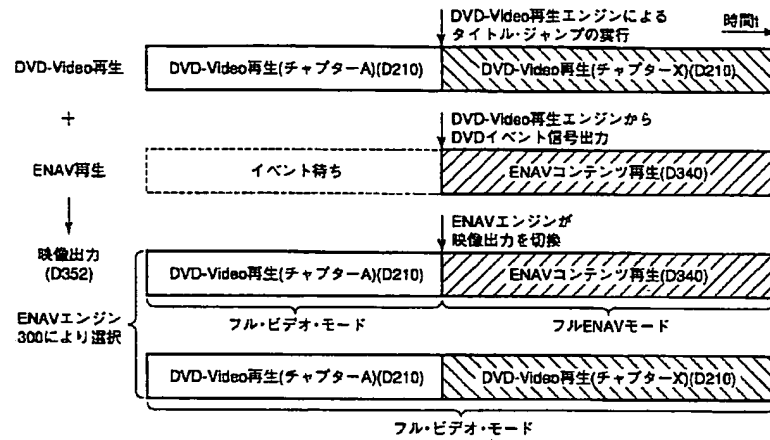 DVD-Video再生エンジンによる
タイトル・ジャンプの実行
時間t
DVD-Video再生
DVD-Video再生(チャプターA)(D210)
DVD-Video再生(チャプターX)(D210)
+
DVD-Video再生エンジンから
DVDイベント信号出力
ENAV再生
イベント待ち
ENAVコンテンツ再生(D340)
ENAVエンジンが
映像出力を切換
映像出力
(D352)
DVD-Video再生(チャプターA)(D210)
ENAVコンテンツ再生(D340)
ENAVエンジン
300により選択
フル・ビデオ・モード
フルENAVモード
DVD-Video再生(チャプターA)(D210)
DVD-Video再生(チャプターX)(D210)
フル・ビデオ・モード